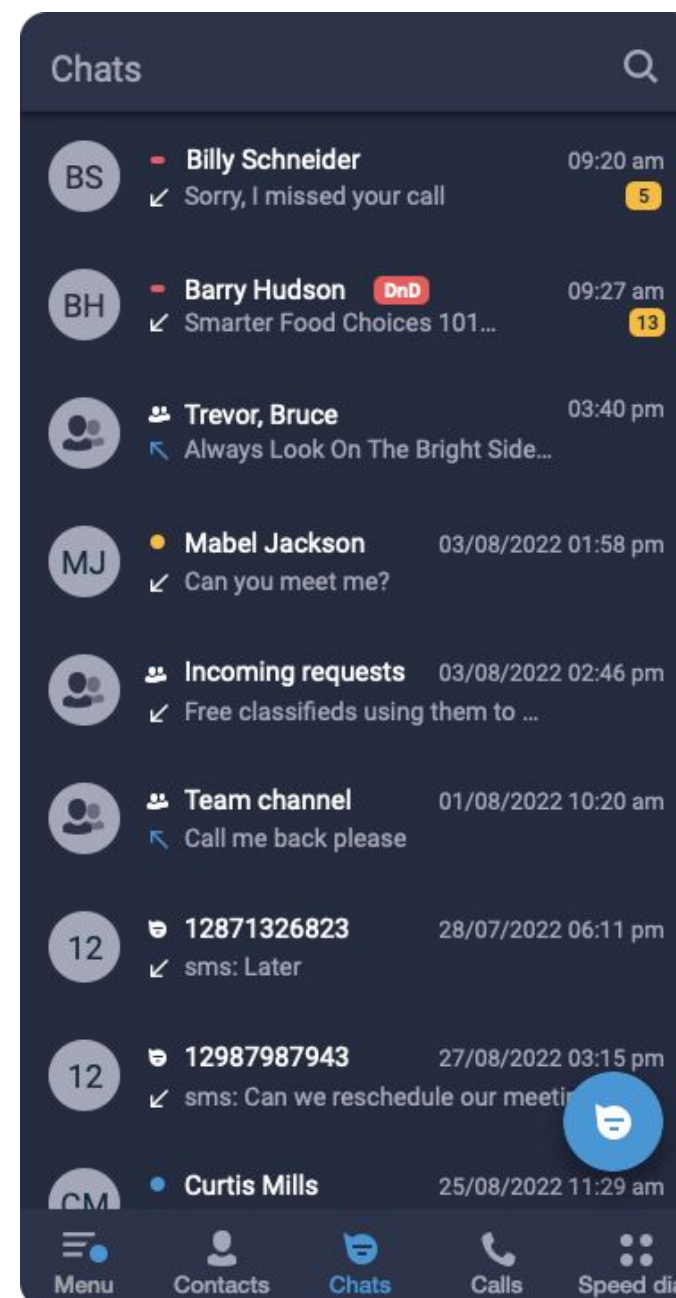 Chats
BS Billy Schneider 09:20 am
Sorry, I missed your call 5
BH Barry Hudson DnD 09:27 am
Smarter Food Choices 101... 13
Trevor, Bruce 03:40 pm
Always Look On The Bright Side...
MJ Mabel Jackson 03/08/2022 01:58 pm
Can you meet me?
Incoming requests 03/08/2022 02:46 pm
Free classifieds using them to ...
Team channel 01/08/2022 10:20 am
Call me back please
12 12871326823 28/07/2022 06:11 pm
sms: Later
12 12987987943 27/08/2022 03:15 pm
sms: Can we reschedule our meetin
CM Curtis Mills 25/08/2022 11:29 am
Menu Contacts Chats Calls Speed dia